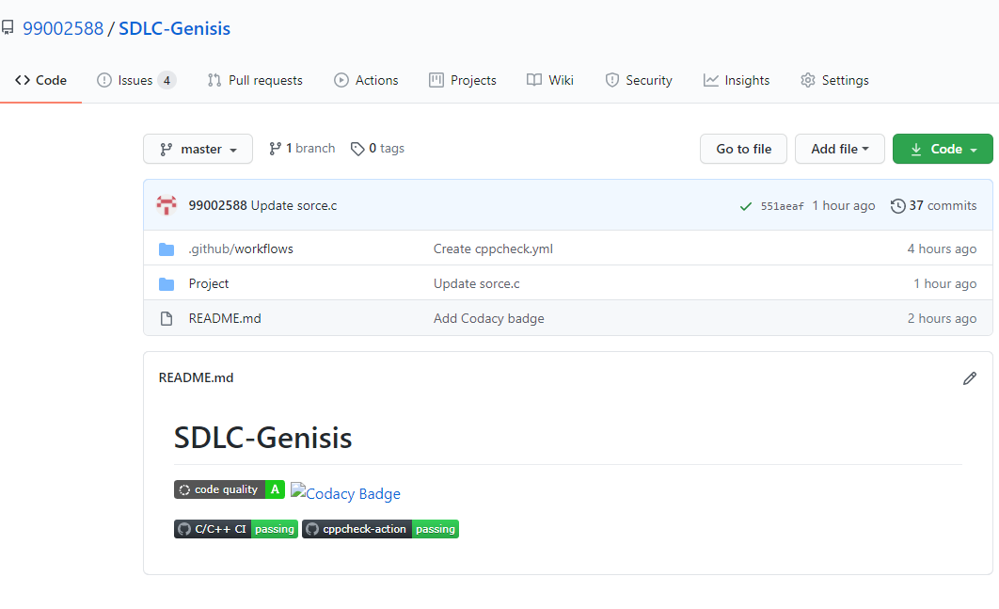 99002588 / SDLC-Genisis
Code Issues 4 Pull requests Actions Projects Wiki Security Insights Settings
master 1 branch 0 tags Go to file Add file Code
99002588 Update sorce.c 551aeaf 1 hour ago 37 commits
.github/workflows Create cppcheck.yml 4 hours ago
Project Update sorce.c 1 hour ago
README.md Add Codacy badge 2 hours ago
README.md
SDLC-Genisis
code quality A Codacy Badge
C/C++ CI passing cppcheck-action passing